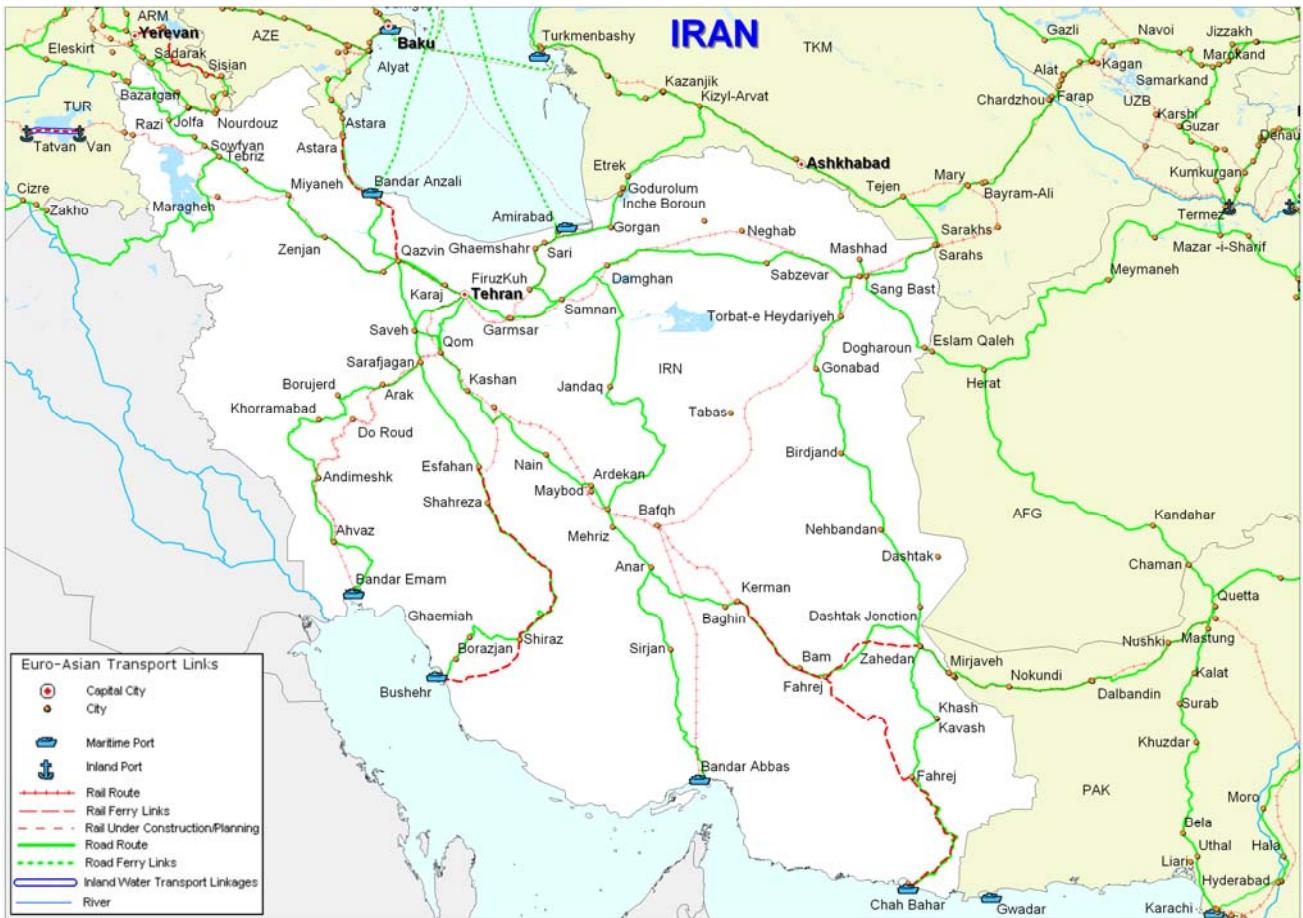 IRAN
ARM
Yerevan
Eleskirt
Sadarak
AZE
Sisian
Baku
Alyat
Turkmenbashy
TKM
Gazli
Navoi
Jizzakh
Kagan
Marokand
Samarkand
Alat
Chardzhou
Farap
UZB
Karshi
Guzar
Denau
Kumkurgan
Termez
Mazar -i-Sharif
Meymaneh
Kazanjik
Kizyl-Arvat
Ashkhabad
Tejen
Mary
Bayram-Ali
Sarakhs
Sarahs
Etrek
Godurolum
Inche Boroun
Gorgan
Amirabad
Bazargan
TUR
Razi
Jolfa
Nourdouz
Tatvan
Van
Sowfyan
Tebriz
Astara
Astara
Miyaneh
Bandar Anzali
Cizre
Zakho
Maragheh
Zenjan
Qazvin
Ghaemshahr
Sari
Neghab
Mashhad
Sabzevar
Sang Bast
FiruzKuh
Damghan
Karaj
Tehran
Samnan
Garmsar
Torbat-e Heydariyeh
Saveh
Qom
Dogharoun
Eslam Qaleh
Herat
Sarafjagan
IRN
Gonabad
Borujerd
Arak
Kashan
Jandaq
Khorramabad
Do Roud
Tabas
Birdjand
Andimeshk
Esfahan
Nain
Ardekan
Maybod
Shahreza
Bafqh
Nehbandan
AFG
Kandahar
Ahvaz
Mehriz
Dashtak
Chaman
Bandar Emam
Anar
Kerman
Quetta
Ghaemiah
Baghin
Dashtak Jonction
Nushki
Mastung
Shiraz
Borazjan
Sirjan
Bam
Zahedan
Mirjaveh
Nokundi
Dalbandin
Kalat
Bushehr
Fahrej
Surab
Khash
Kavash
Khuzdar
Bandar Abbas
Fahrej
PAK
Moro
Bela
Uthal
Hala
Liari
Hyderabad
Chah Bahar
Gwadar
Karachi
Euro-Asian Transport Links
Capital City
City
Maritime Port
Inland Port
Rail Route
Rail Ferry Links
Rail Under Construction/Planning
Road Route
Road Ferry Links
Inland Water Transport Linkages
River